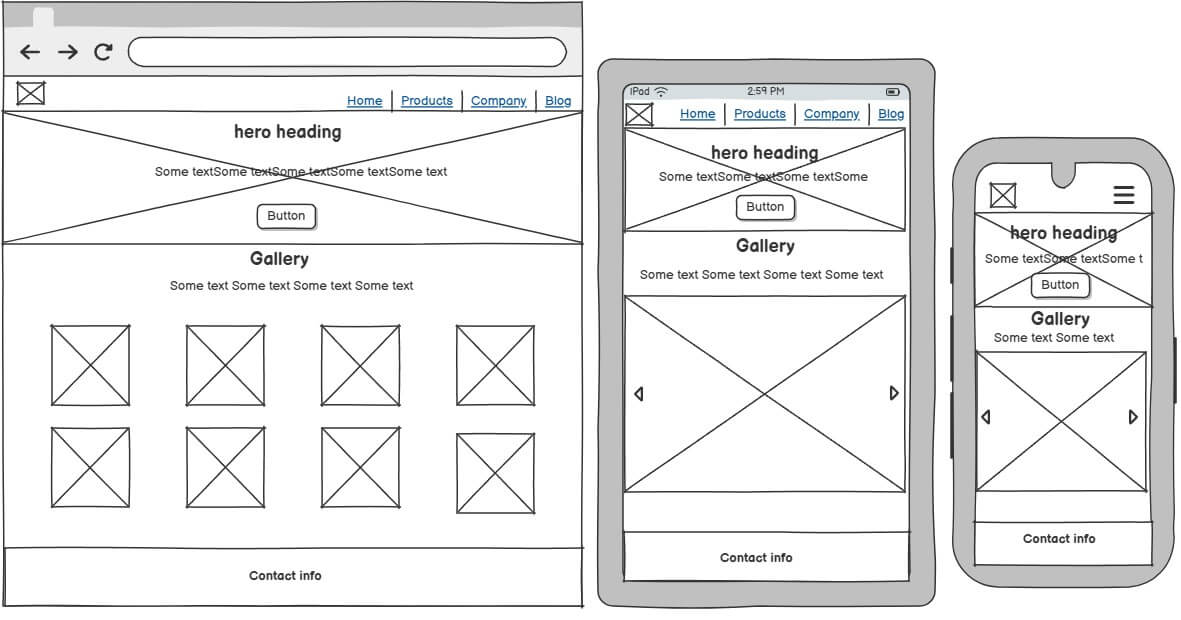 Home Products Company Blog
hero heading
Some textSome textSome textSome textSome text
Button
Gallery
Some text Some text Some text Some text
Contact info
iPod 2:59 PM
Home Products Company Blog
hero heading
Some textSome textSome textSome
Button
Gallery
Some text Some text Some text Some text
Contact info
hero heading
Some textSome textSome t
Button
Gallery
Some text Some text
Contact info